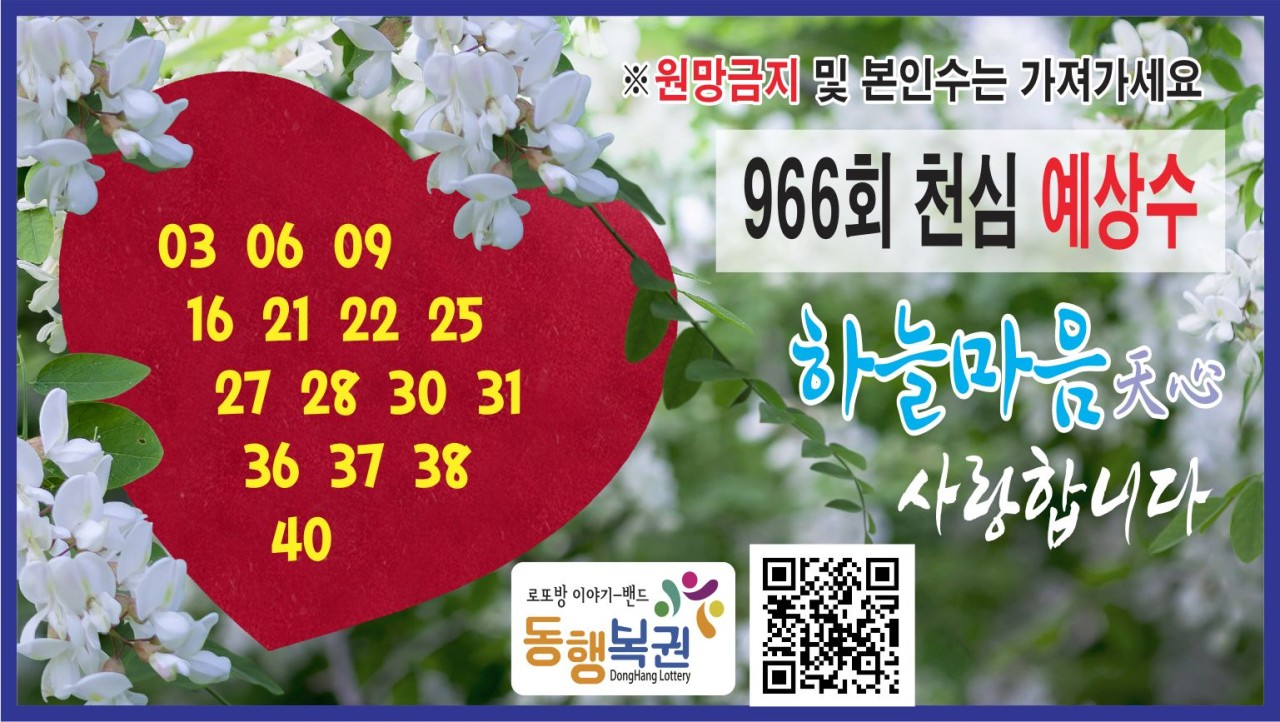 ※원망금지 및 본인수는 가져가세요
966회 천심 예상수
03 06 09
16 21 22 25
27 28 30 31
36 37 38
40
하늘마음天心
사랑합니다
로또방 이야기-밴드
동행복권
DongHang Lottery